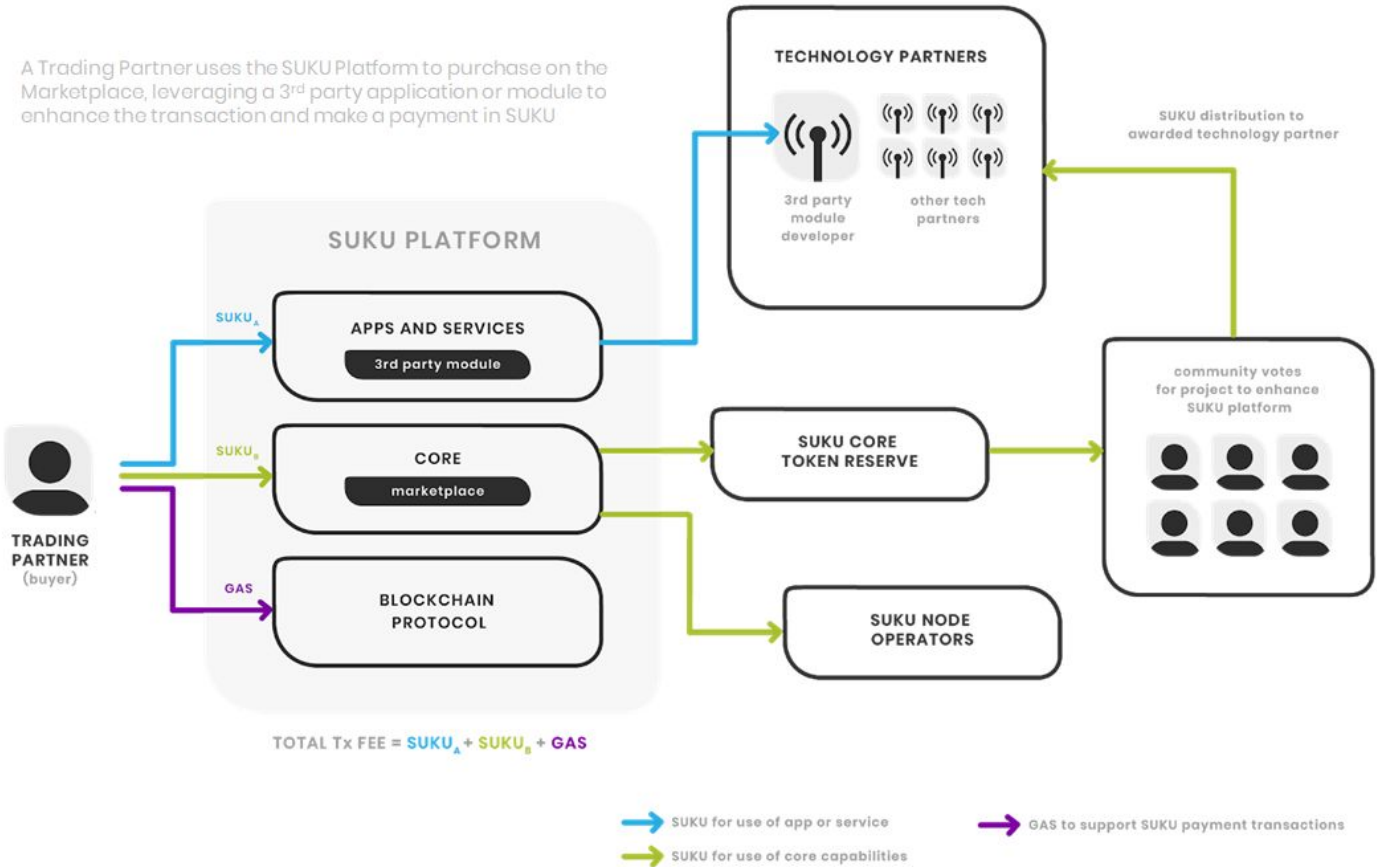 A Trading Partner uses the SUKU Platform to purchase on the
Marketplace, leveraging a 3rd party application or module to
enhance the transaction and make a payment in SUKU
TECHNOLOGY PARTNERS
3rd party
module
developer
other tech
partners
SUKU distribution to
awarded technology partner
SUKU PLATFORM
SUKU A
APPS AND SERVICES
3rd party module
SUKU B
CORE
marketplace
GAS
BLOCKCHAIN
PROTOCOL
TRADING
PARTNER
(buyer)
SUKU CORE
TOKEN RESERVE
community votes
for project to enhance
SUKU platform
SUKU NODE
OPERATORS
TOTAL Tx FEE = SUKU A + SUKU B + GAS
SUKU for use of app or service
GAS to support SUKU payment transactions
SUKU for use of core capabilities